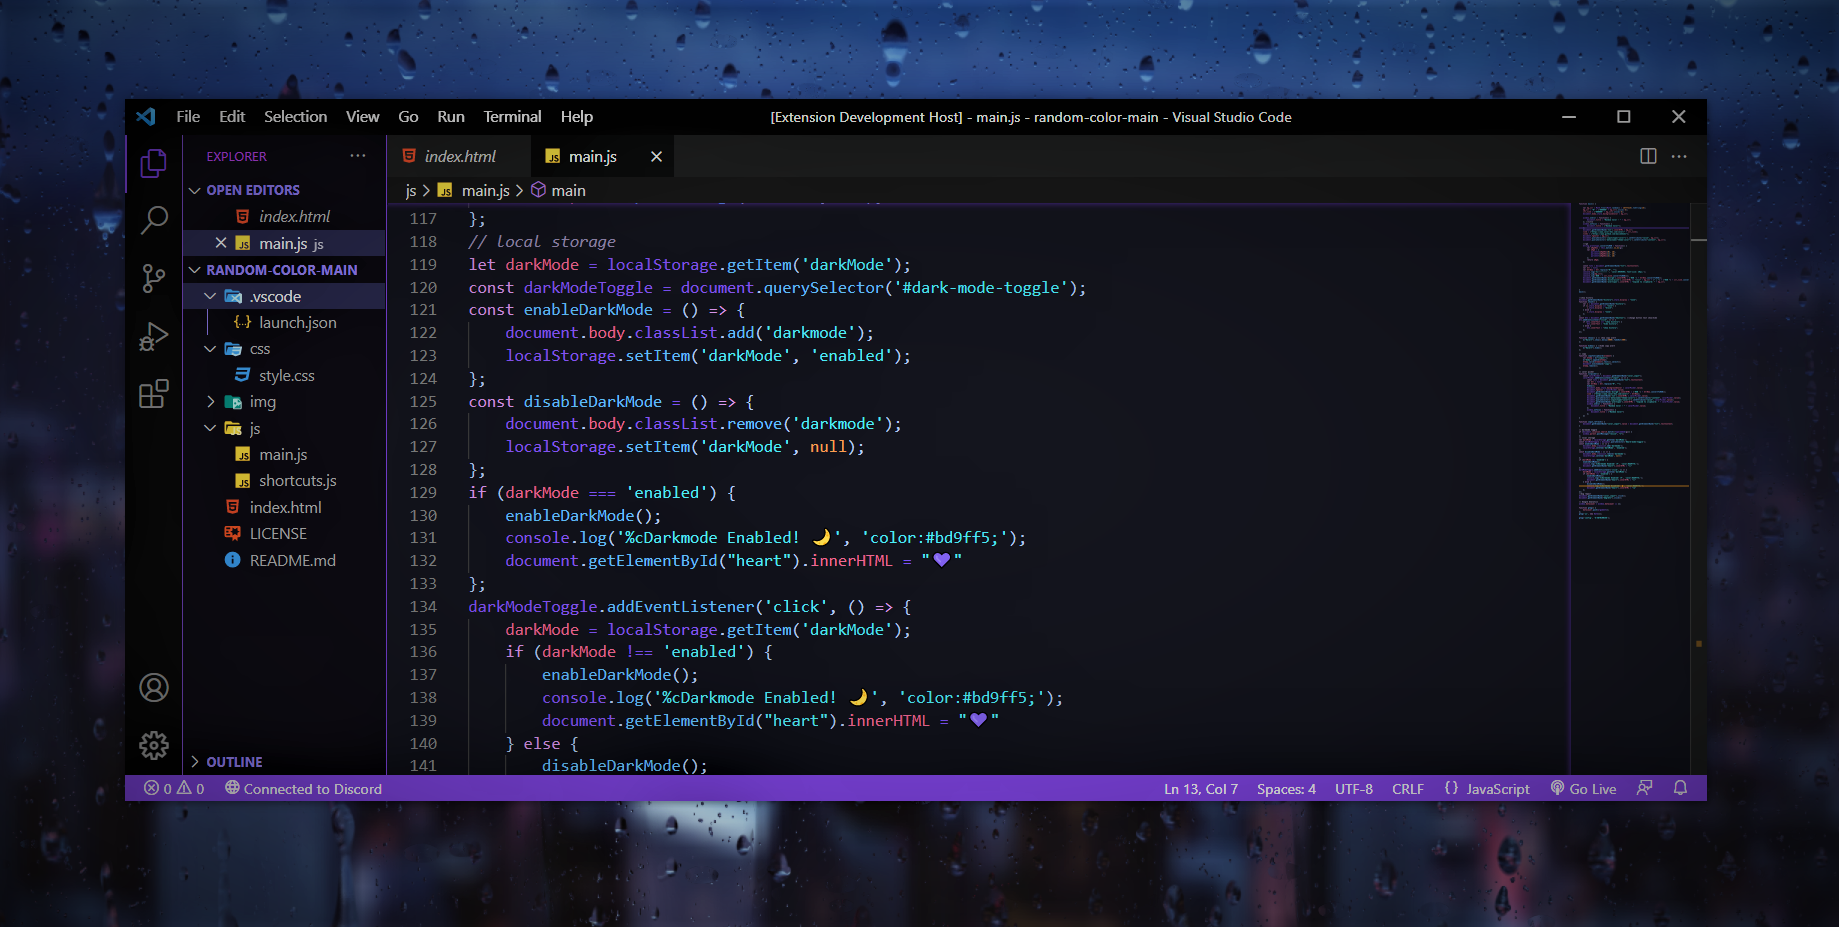 File Edit Selection View Go Run Terminal Help
[Extension Development Host] - main.js - random-color-main - Visual Studio Code
EXPLORER
OPEN EDITORS
index.html
JS main.js js
RANDOM-COLOR-MAIN
.vscode
{..} launch.json
css
style.css
img
js
JS main.js
JS shortcuts.js
index.html
LICENSE
README.md
OUTLINE
index.html
JS main.js
js > JS main.js > main
117 };
118 // local storage
119 let darkMode = localStorage.getItem('darkMode');
120 const darkModeToggle = document.querySelector('#dark-mode-toggle');
121 const enableDarkMode = () => {
122 document.body.classList.add('darkmode');
123 localStorage.setItem('darkMode', 'enabled');
124 };
125 const disableDarkMode = () => {
126 document.body.classList.remove('darkmode');
127 localStorage.setItem('darkMode', null);
128 };
129 if (darkMode === 'enabled') {
130 enableDarkMode();
131 console.log('%cDarkmode Enabled! 🌙', 'color:#bd9ff5;');
132 document.getElementById("heart").innerHTML = "💜"
133 };
134 darkModeToggle.addEventListener('click', () => {
135 darkMode = localStorage.getItem('darkMode');
136 if (darkMode !== 'enabled') {
137 enableDarkMode();
138 console.log('%cDarkmode Enabled! 🌙', 'color:#bd9ff5;');
139 document.getElementById("heart").innerHTML = "💜"
140 } else {
141 disableDarkMode();
0 0 Connected to Discord
Ln 13, Col 7 Spaces: 4 UTF-8 CRLF {} JavaScript Go Live